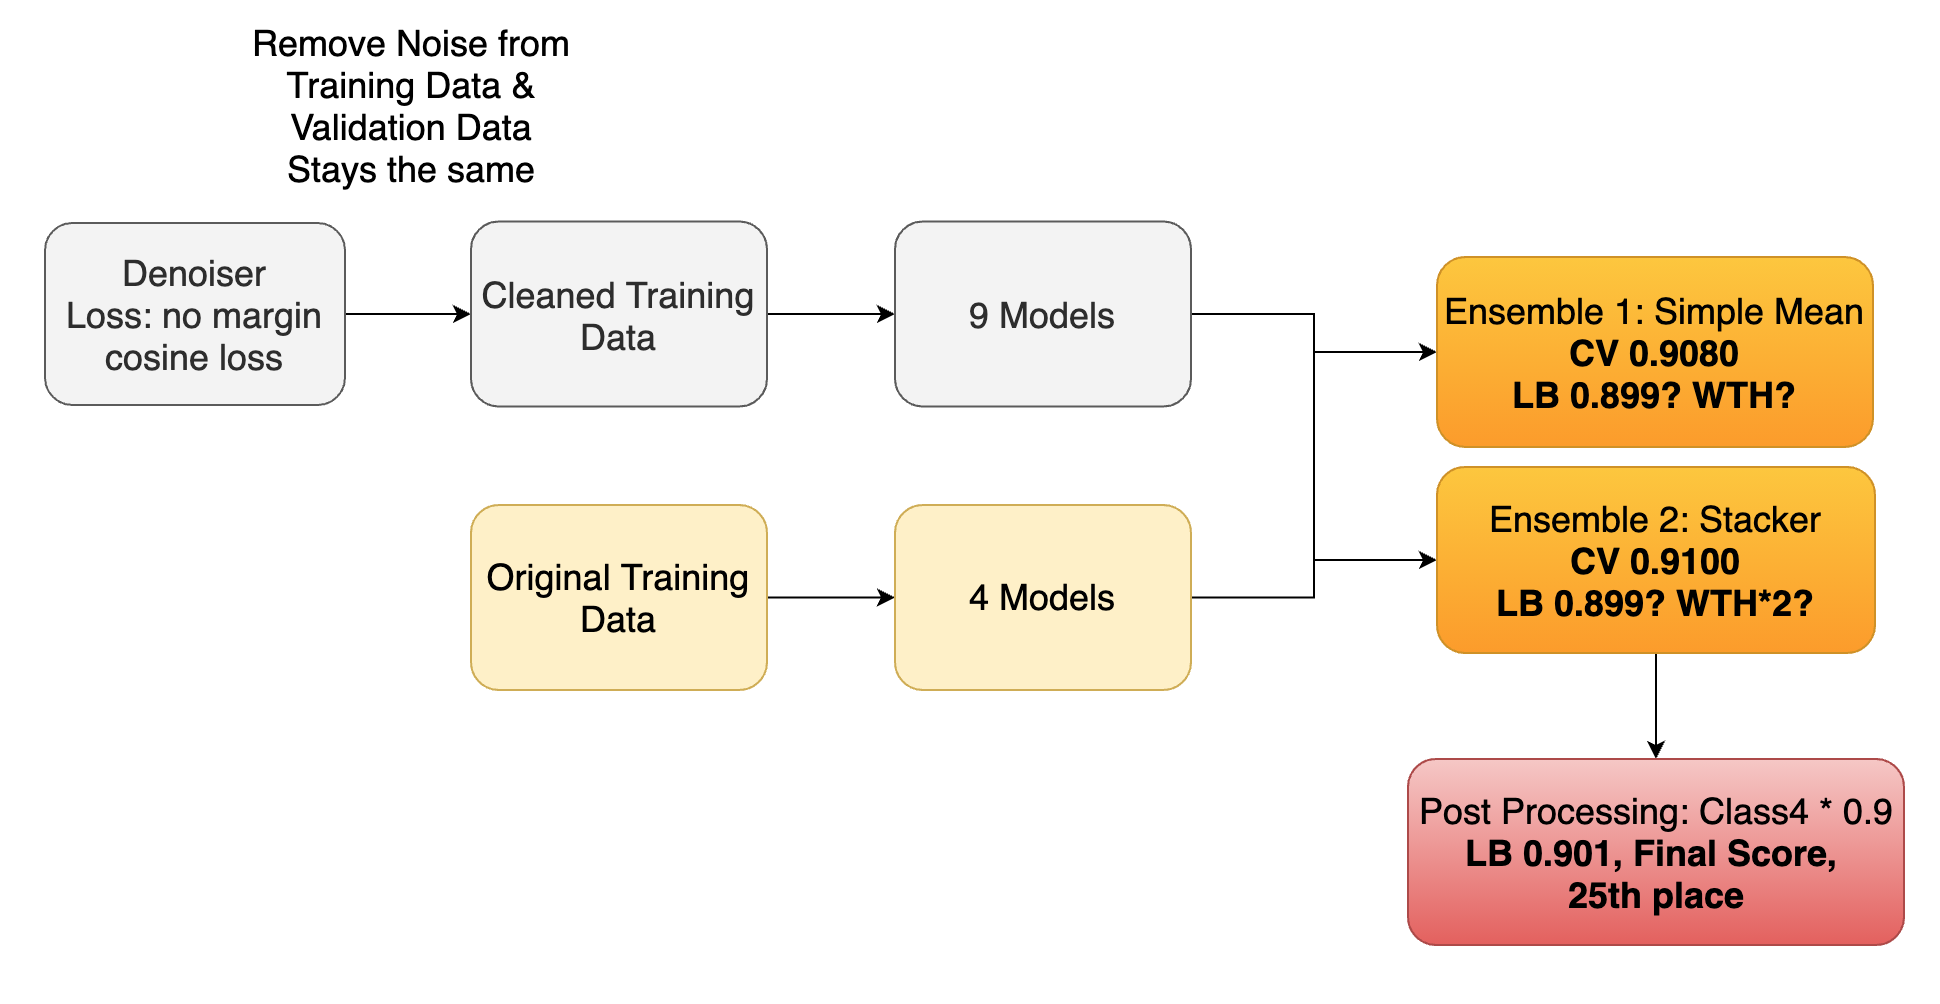 Remove Noise from
Training Data &
Validation Data
Stays the same
Denoiser
Loss: no margin
cosine loss
Cleaned Training
Data
9 Models
Ensemble 1: Simple Mean
CV 0.9080
LB 0.899? WTH?
Original Training
Data
4 Models
Ensemble 2: Stacker
CV 0.9100
LB 0.899? WTH*2?
Post Processing: Class4 * 0.9
LB 0.901, Final Score,
25th place